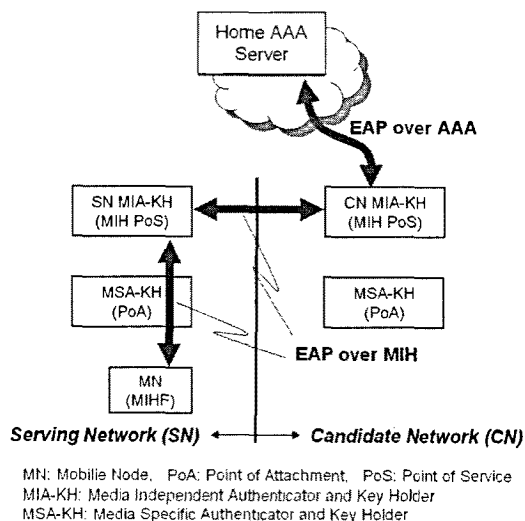 Home AAA
Server
EAP over AAA
SN MIA-KH
(MIH PoS)
CN MIA-KH
(MIH PoS)
MSA-KH
(PoA)
MSA-KH
(PoA)
EAP over MIH
MN
(MIHF)
Serving Network (SN)
Candidate Network (CN)
MN: Mobilie Node, PoA: Point of Attachment, PoS: Point of Service
MIA-KH: Media Independent Authenticator and Key Holder
MSA-KH: Media Specific Authenticator and Key Holder